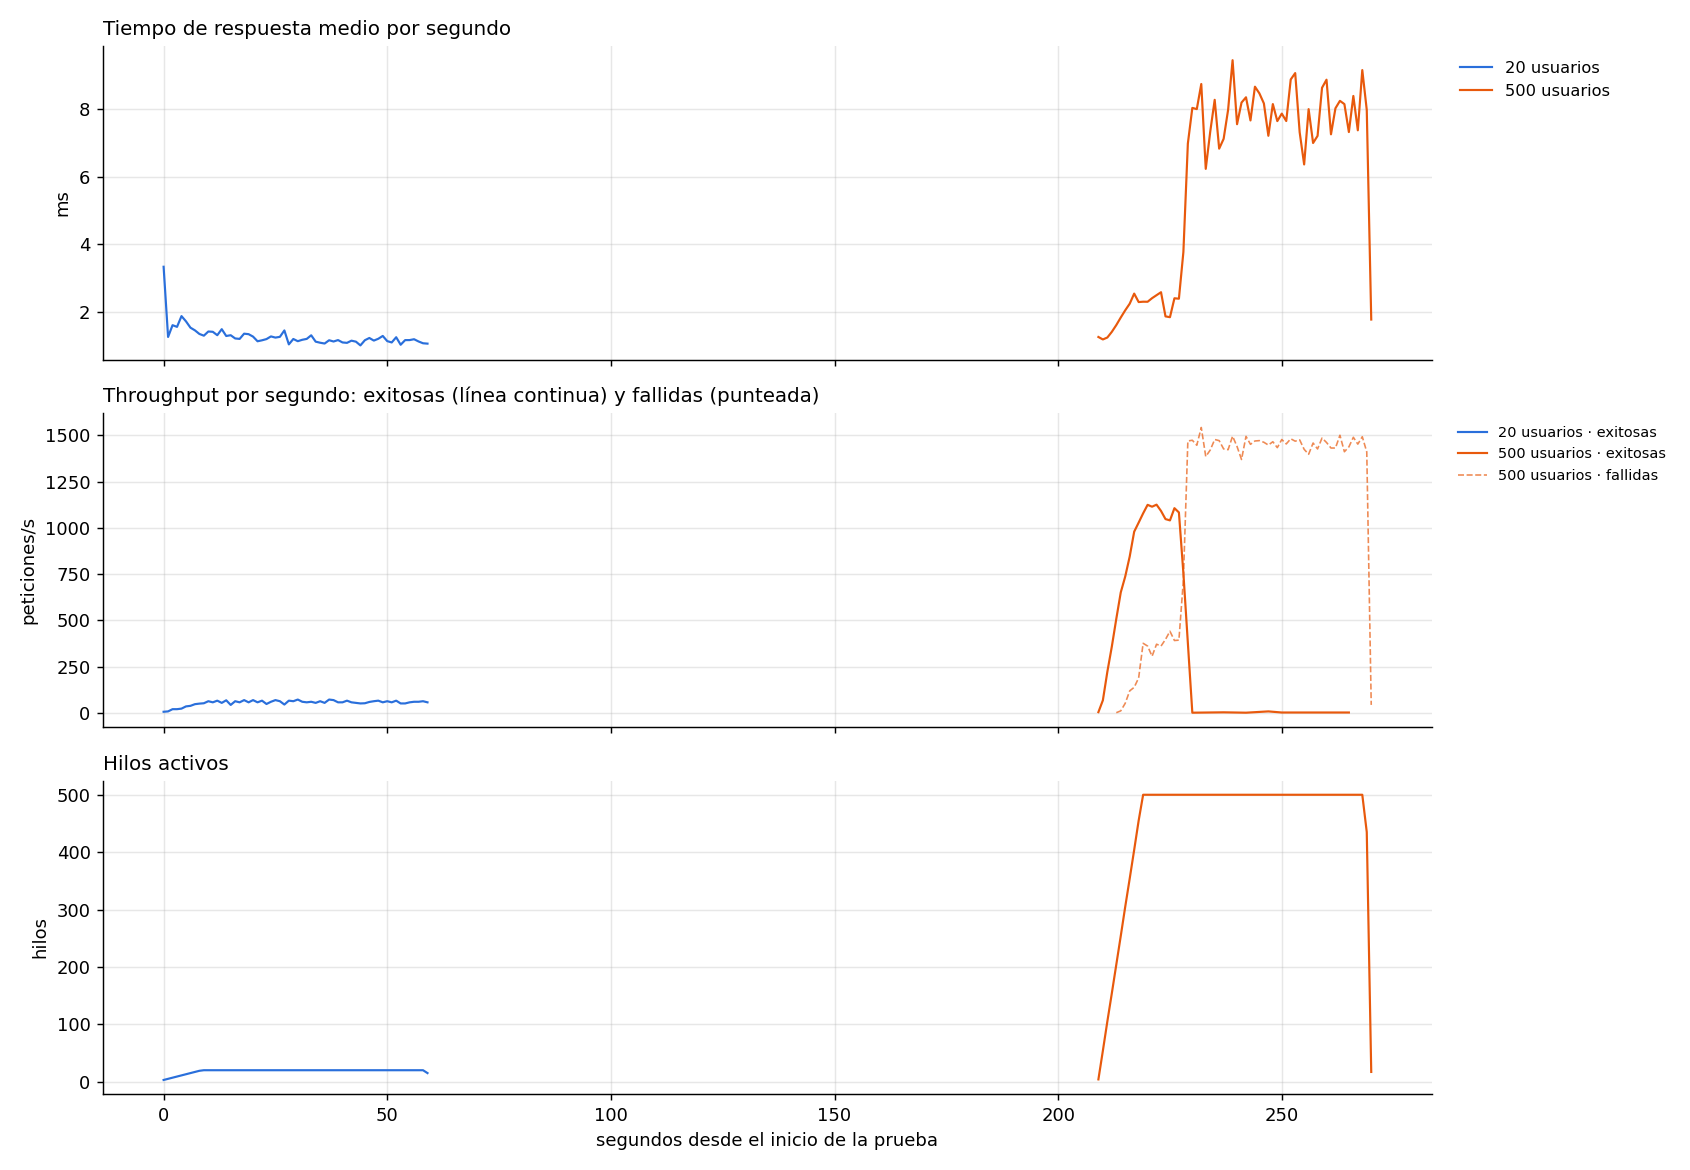 Tiempo de respuesta medio por segundo
8
6
4
2
ms
20 usuarios
500 usuarios
Throughput por segundo: exitosas (línea continua) y fallidas (punteada)
1500
1250
1000
750
500
250
0
peticiones/s
20 usuarios · exitosas
500 usuarios · exitosas
500 usuarios · fallidas
Hilos activos
500
400
300
200
100
0
hilos
0 50 100 150 200 250
segundos desde el inicio de la prueba